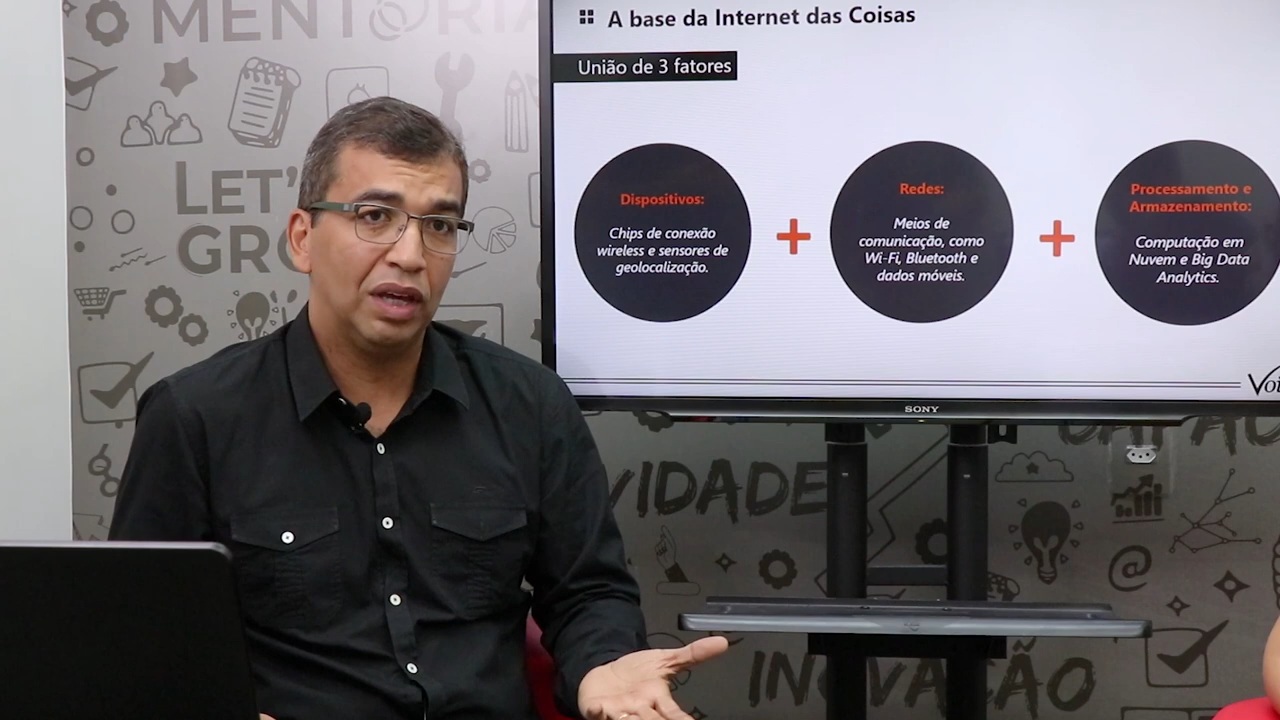 MENTORIA
LET'
GRO
A base da Internet das Coisas
União de 3 fatores
Dispositivos:
Chips de conexão
wireless e sensores de
geolocalização.
+
Redes:
Meios de
comunicação, como
Wi-Fi, Bluetooth e
dados móveis.
+
Processamento e
Armazenamento:
Computação em
Nuvem e Big Data
Analytics.
Voi
SONY
VIDADE
@
INOVAÇÃO